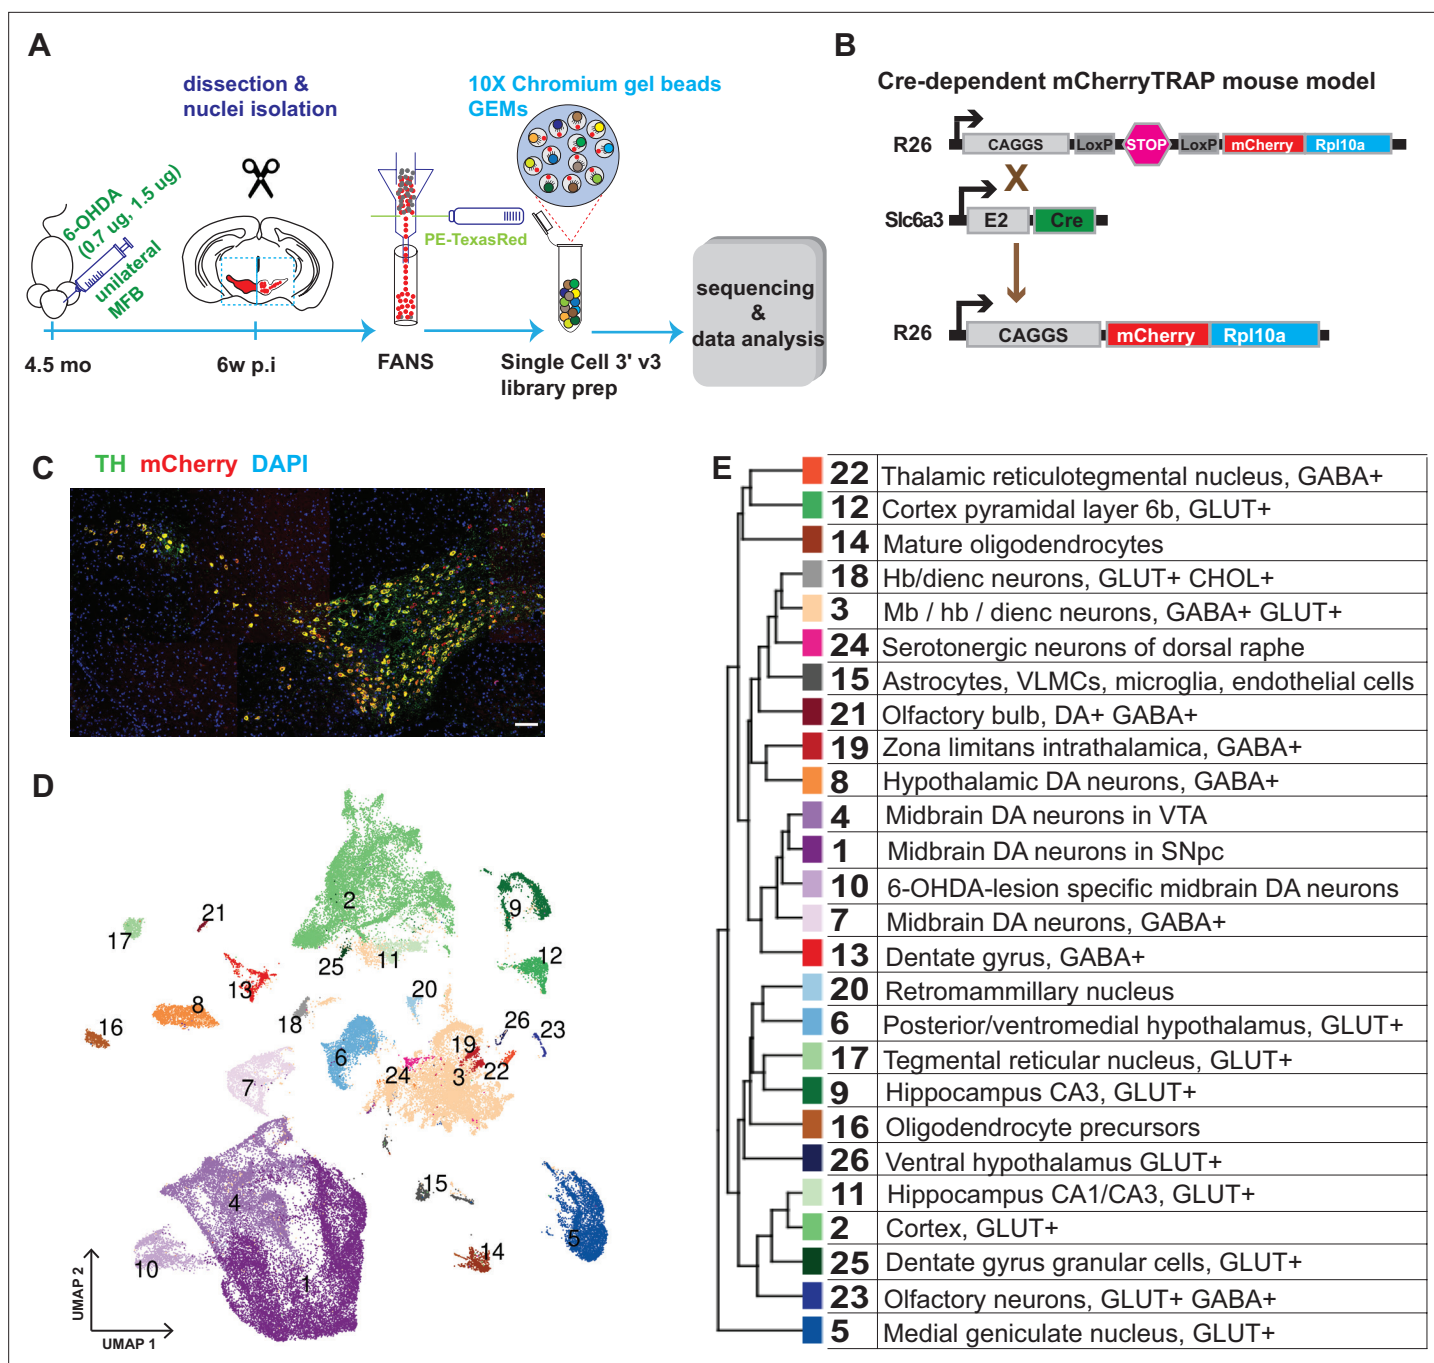 A
dissection &
nuclei isolation
10X Chromium gel beads
GEMs
6-OHDA
(0.7 ug, 1.5 ug)
unilateral
MFB
PE-TexasRed
sequencing
&
data analysis
4.5 mo
6w p.i
FANS
Single Cell 3' v3
library prep
B
Cre-dependent mCherryTRAP mouse model
R26
CAGGS
LoxP
STOP
LoxP
mCherry
Rpl10a
X
Slc6a3
E2
Cre
R26
CAGGS
mCherry
Rpl10a
C
TH mCherry DAPI
D
2
9
21
17
25
11
12
13
20
8
18
26
23
16
6
19
24
3
22
7
15
4
5
14
10
1
UMAP 2
UMAP 1
E
22 Thalamic reticulotegmental nucleus, GABA+
12 Cortex pyramidal layer 6b, GLUT+
14 Mature oligodendrocytes
18 Hb/dienc neurons, GLUT+ CHOL+
3 Mb / hb / dienc neurons, GABA+ GLUT+
24 Serotonergic neurons of dorsal raphe
15 Astrocytes, VLMCs, microglia, endothelial cells
21 Olfactory bulb, DA+ GABA+
19 Zona limitans intrathalamica, GABA+
8 Hypothalamic DA neurons, GABA+
4 Midbrain DA neurons in VTA
1 Midbrain DA neurons in SNpc
10 6-OHDA-lesion specific midbrain DA neurons
7 Midbrain DA neurons, GABA+
13 Dentate gyrus, GABA+
20 Retromammillary nucleus
6 Posterior/ventromedial hypothalamus, GLUT+
17 Tegmental reticular nucleus, GLUT+
9 Hippocampus CA3, GLUT+
16 Oligodendrocyte precursors
26 Ventral hypothalamus GLUT+
11 Hippocampus CA1/CA3, GLUT+
2 Cortex, GLUT+
25 Dentate gyrus granular cells, GLUT+
23 Olfactory neurons, GLUT+ GABA+
5 Medial geniculate nucleus, GLUT+